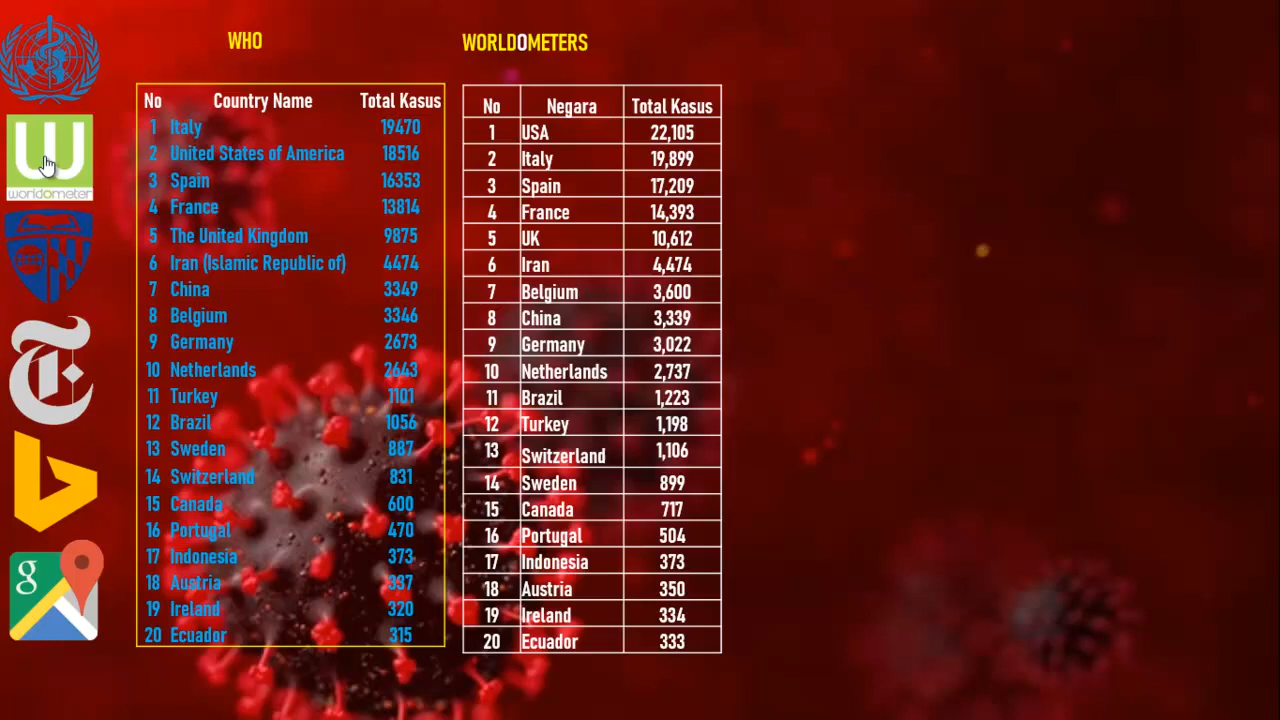 WHO
No Country Name Total Kasus
1 Italy 19470
2 United States of America 18516
3 Spain 16353
4 France 13814
5 The United Kingdom 9875
6 Iran (Islamic Republic of) 4474
7 China 3349
8 Belgium 3346
9 Germany 2673
10 Netherlands 2643
11 Turkey 1101
12 Brazil 1056
13 Sweden 887
14 Switzerland 831
15 Canada 600
16 Portugal 470
17 Indonesia 373
18 Austria 337
19 Ireland 320
20 Ecuador 315
WORLDOMETERS
No Negara Total Kasus
1 USA 22,105
2 Italy 19,899
3 Spain 17,209
4 France 14,393
5 UK 10,612
6 Iran 4,474
7 Belgium 3,600
8 China 3,339
9 Germany 3,022
10 Netherlands 2,737
11 Brazil 1,223
12 Turkey 1,198
13 Switzerland 1,106
14 Sweden 899
15 Canada 717
16 Portugal 504
17 Indonesia 373
18 Austria 350
19 Ireland 334
20 Ecuador 333
W
worldometer
T
b
g